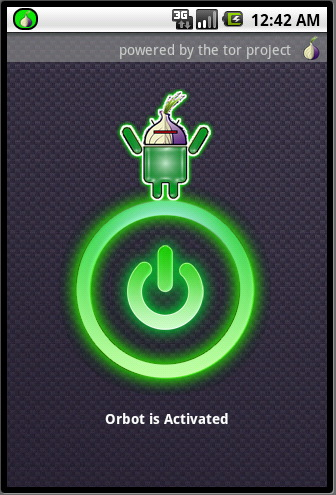 3G 12:42 AM
powered by the tor project
Orbot is Activated